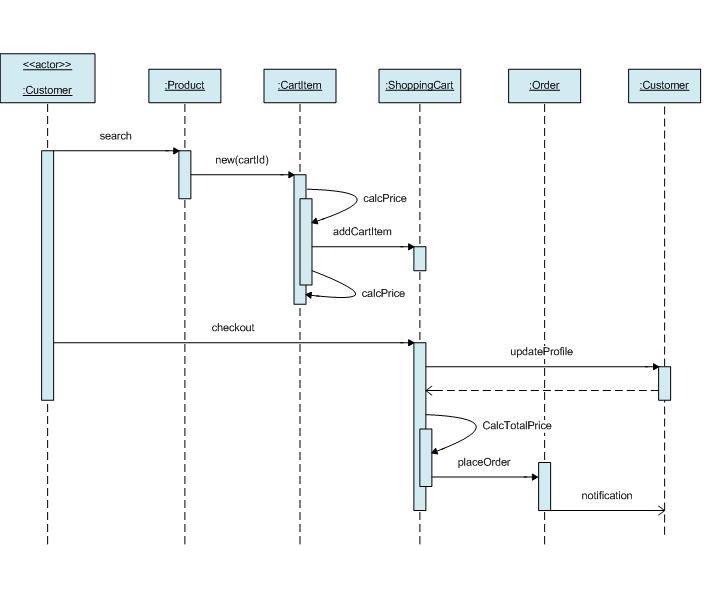 <<actor>>
:Customer
:Product
:CartItem
:ShoppingCart
:Order
:Customer
search
new(cartId)
calcPrice
addCartItem
calcPrice
checkout
updateProfile
CalcTotalPrice
placeOrder
notification